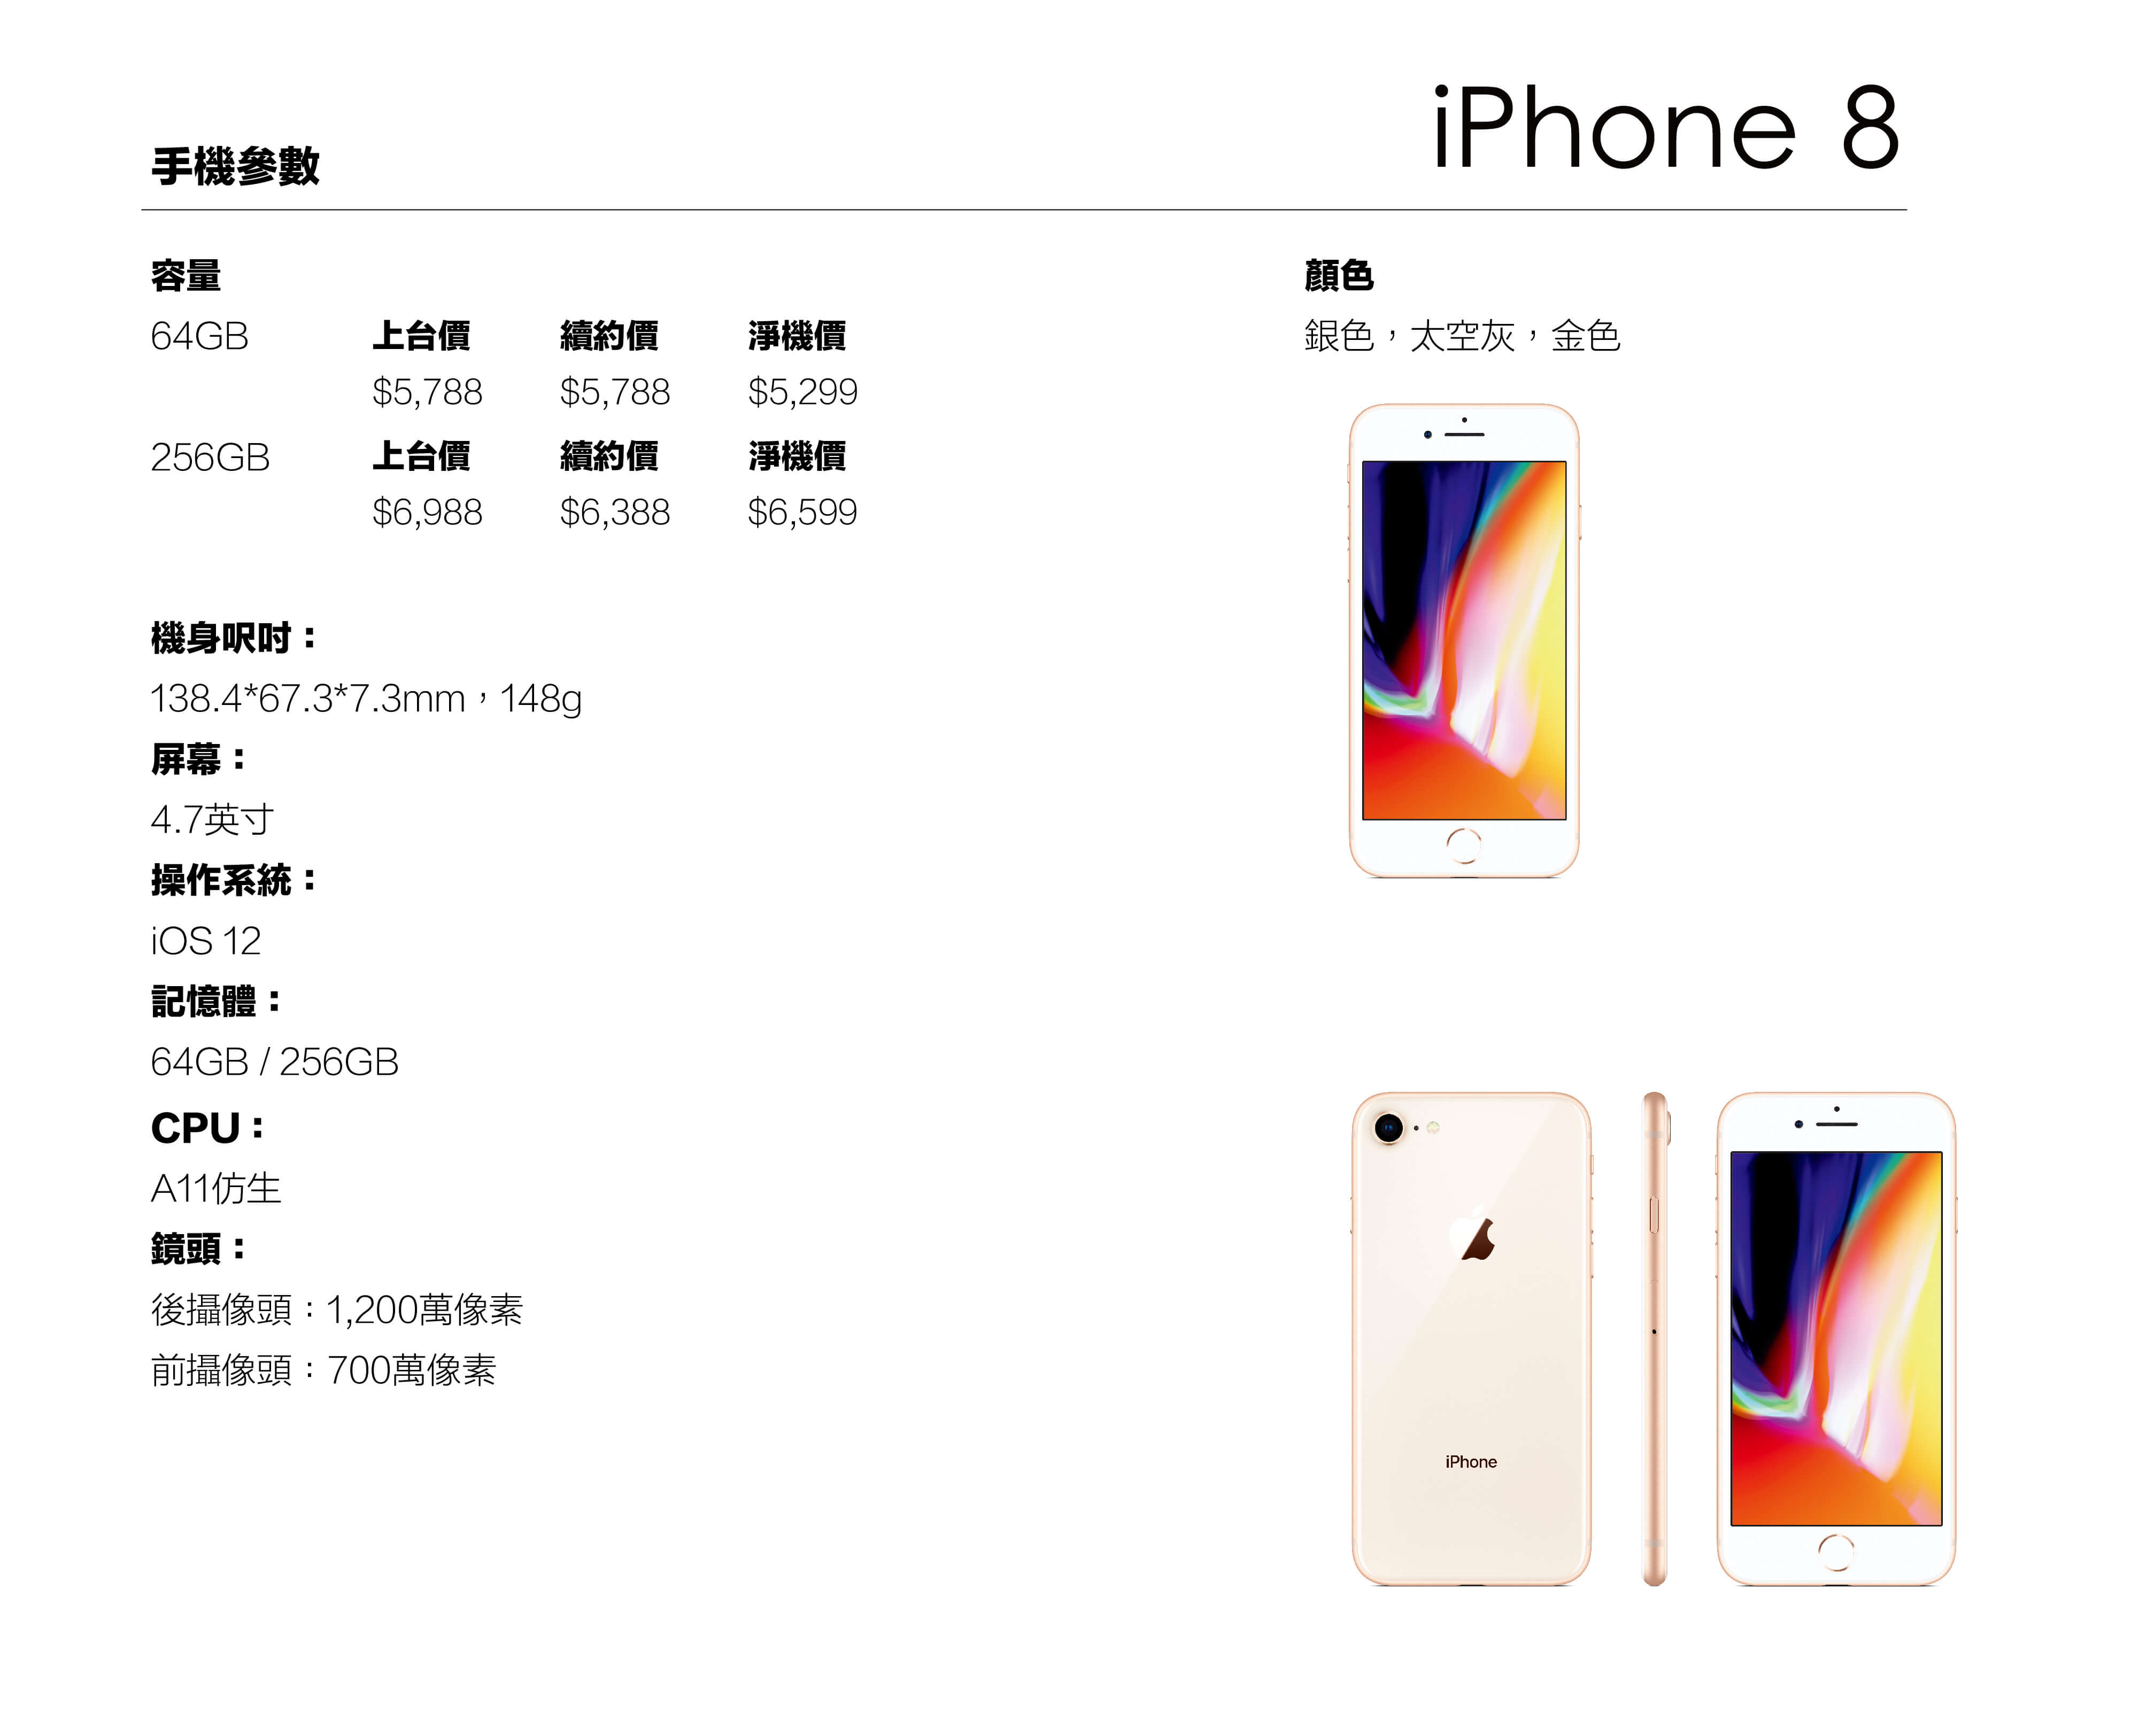 iPhone 8
手機參數
容量
64GB 上台價 續約價 淨機價
$5,788 $5,788 $5,299
256GB 上台價 續約價 淨機價
$6,988 $6,388 $6,599
機身呎吋：
138.4*67.3*7.3mm，148g
屏幕：
4.7英寸
操作系統：
iOS 12
記憶體：
64GB / 256GB
CPU：
A11仿生
鏡頭：
後攝像頭：1,200萬像素
前攝像頭：700萬像素
顏色
銀色，太空灰，金色
iPhone